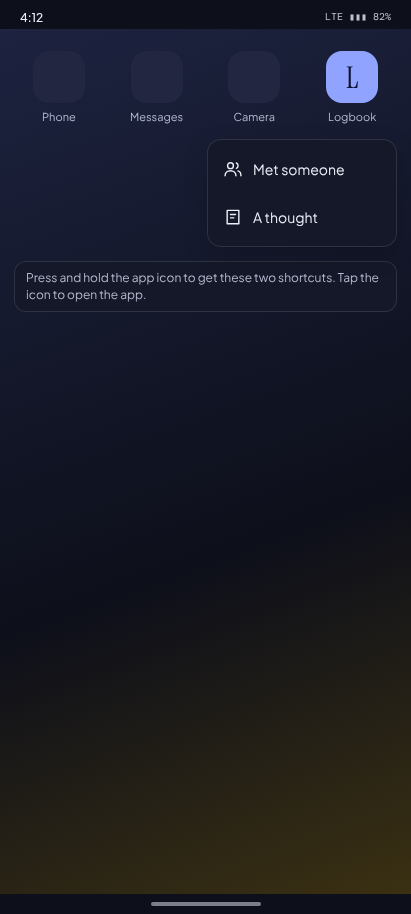 4:12
LTE 82%
Phone
Messages
Camera
L
Logbook
Met someone
A thought
Press and hold the app icon to get these two shortcuts. Tap the
icon to open the app.